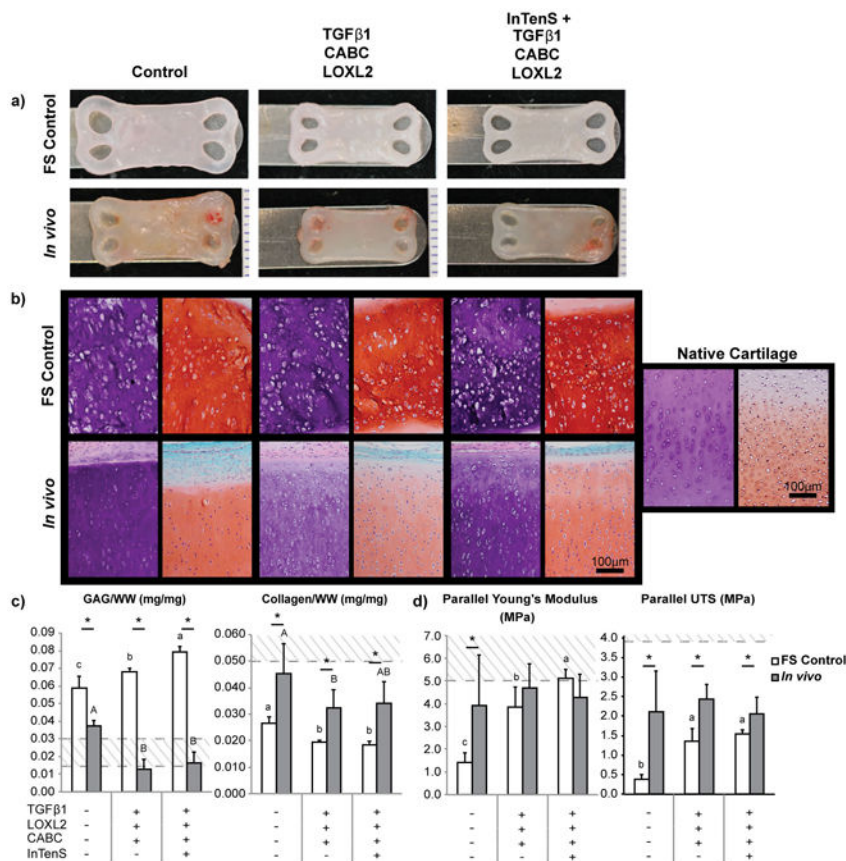 Control
TGFβ1
CABC
LOXL2
InTenS +
TGFβ1
CABC
LOXL2
a)
FS Control
In vivo
b)
FS Control
In vivo
Native Cartilage
100μm
100μm
c)
GAG/WW (mg/mg)
0.09
0.08
0.07
0.06
0.05
0.04
0.03
0.02
0.01
0.00
* * *
c A b B a B
Collagen/WW (mg/mg)
0.060
0.050
0.040
0.030
0.020
0.010
0.000
* * *
a A b B b AB
d)
Parallel Young's Modulus
(MPa)
7.0
6.0
5.0
4.0
3.0
2.0
1.0
0.0
*
c b a
Parallel UTS (MPa)
4.0
3.5
3.0
2.5
2.0
1.5
1.0
0.5
0.0
* * *
b a a
FS Control
In vivo
TGFβ1 - + + - + + - + + - + +
LOXL2 - + + - + + - + + - + +
CABC - + + - + + - + + - + +
InTenS - - + - - + - - + - - +